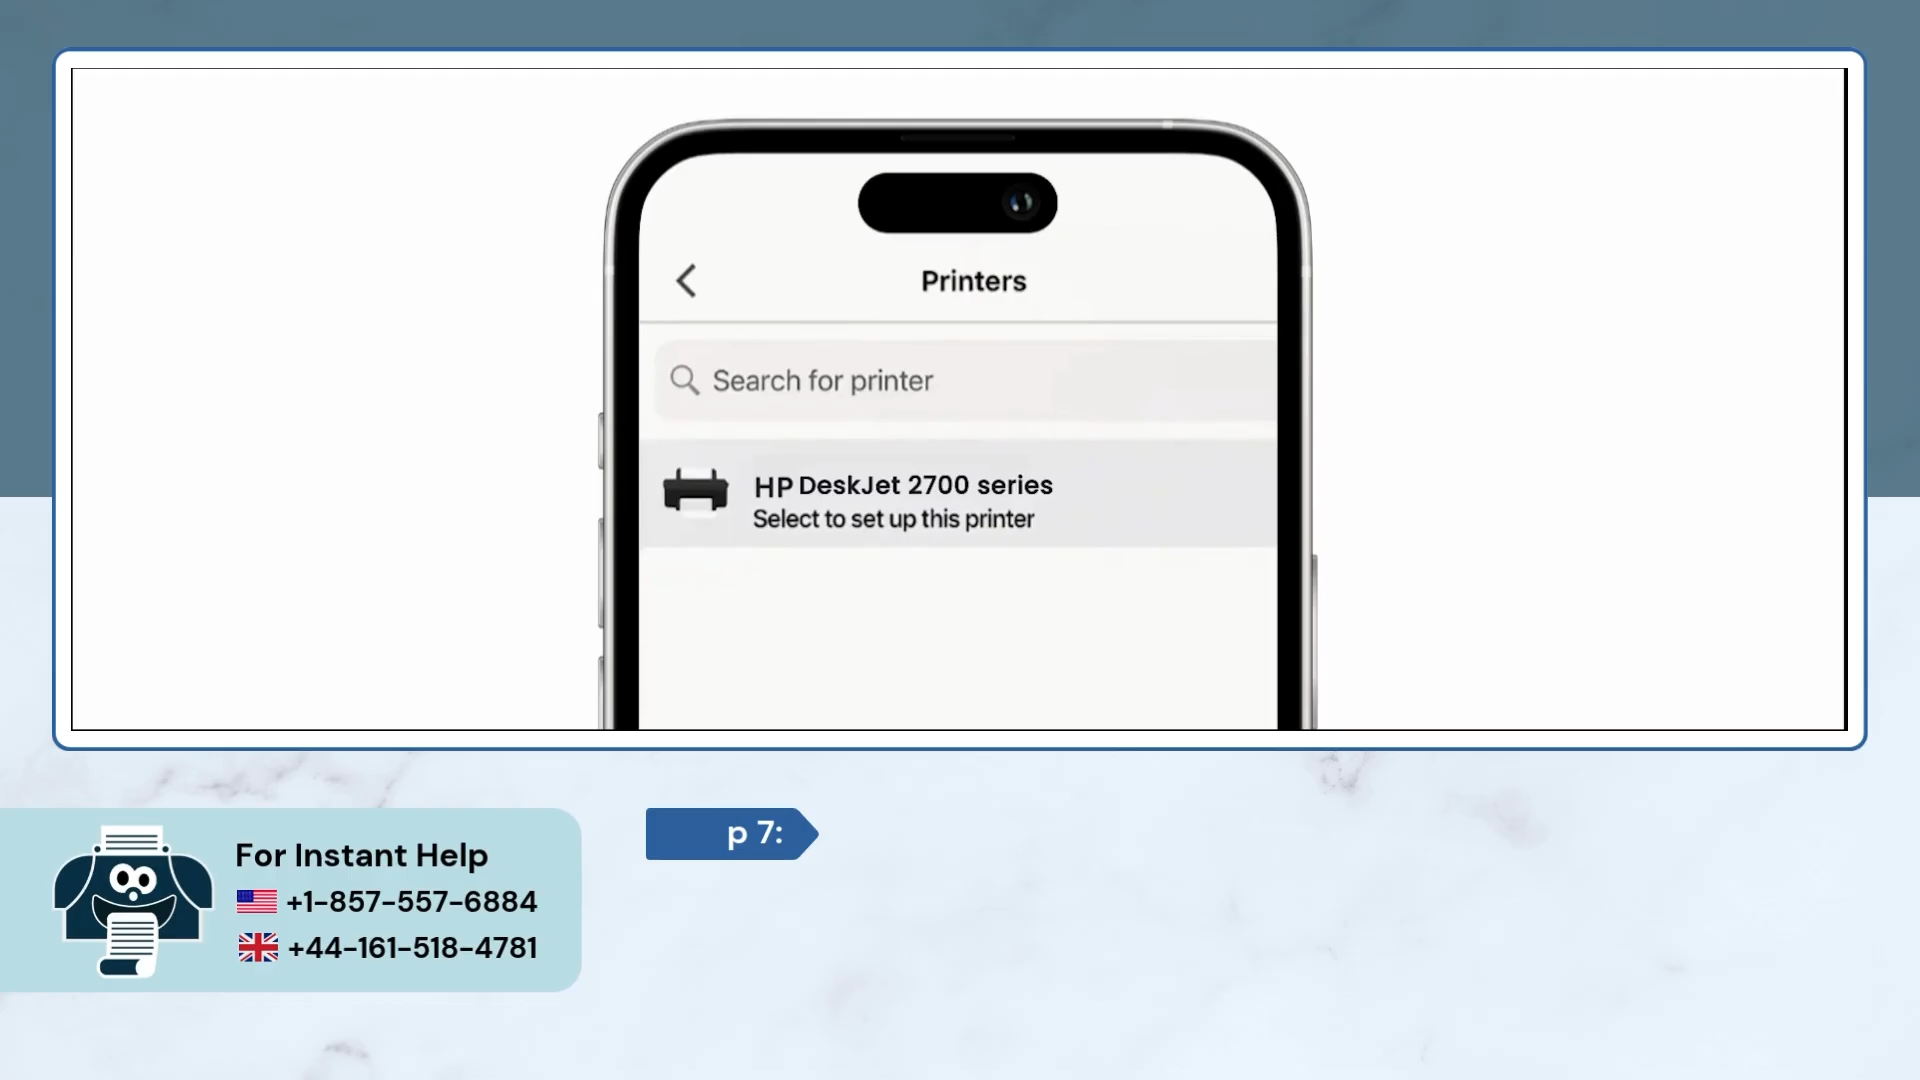 Printers
Search for printer
HP DeskJet 2700 series
Select to set up this printer
For Instant Help
+1-857-557-6884
+44-161-518-4781
p 7: